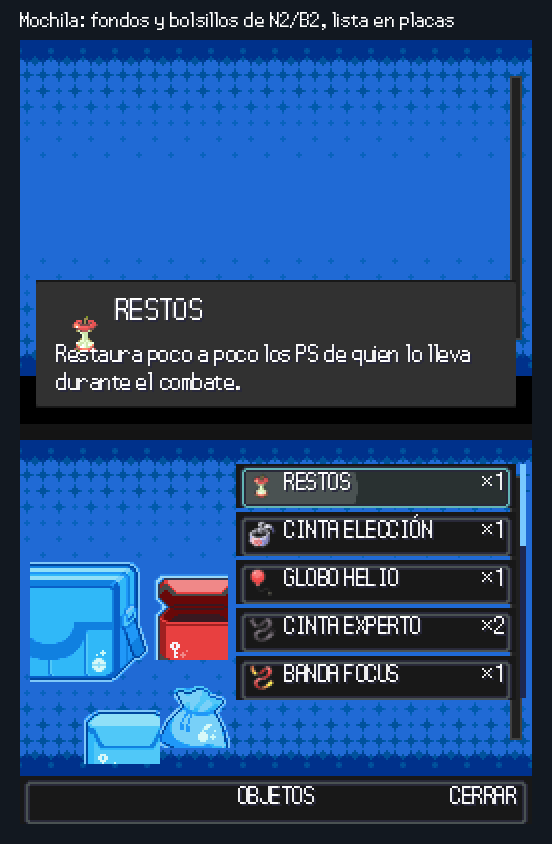 Mochila: fondos y bolsillos de N2/B2, lista en placas
RESTOS
Restaura poco a poco los PS de quien lo lleva
durante el combate.
RESTOS ×1
CINTA ELECCIÓN ×1
GLOBO HELIO ×1
CINTA EXPERTO ×2
BANDA FOCUS ×1
OBJETOS CERRAR